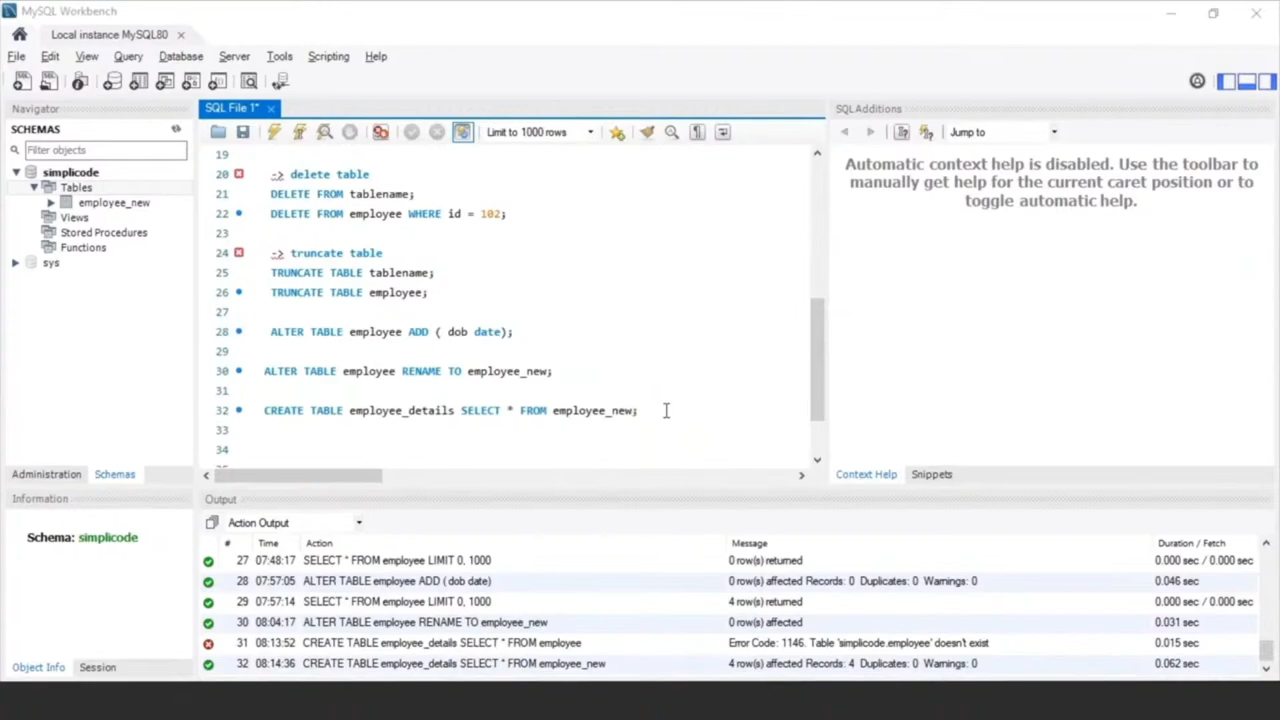 MySQL Workbench
Local instance MySQL80
File Edit View Query Database Server Tools Scripting Help
Navigator
SCHEMAS
Filter objects
simplicode
Tables
employee_new
Views
Stored Procedures
Functions
sys
Administration Schemas
Information
Schema: simplicode
Object Info Session
SQL File 1*
Limit to 1000 rows
19
20 -> delete table
21 DELETE FROM tablename;
22 DELETE FROM employee WHERE id = 102;
23
24 -> truncate table
25 TRUNCATE TABLE tablename;
26 TRUNCATE TABLE employee;
27
28 ALTER TABLE employee ADD ( dob date);
29
30 ALTER TABLE employee RENAME TO employee_new;
31
32 CREATE TABLE employee_details SELECT * FROM employee_new;
33
34
SQLAdditions
Jump to
Automatic context help is disabled. Use the toolbar to
manually get help for the current caret position or to
toggle automatic help.
Context Help Snippets
Output
Action Output
# Time Action Message Duration / Fetch
27 07:48:17 SELECT * FROM employee LIMIT 0, 1000 0 row(s) returned 0.000 sec / 0.000 sec
28 07:57:05 ALTER TABLE employee ADD ( dob date) 0 row(s) affected Records: 0 Duplicates: 0 Warnings: 0 0.046 sec
29 07:57:14 SELECT * FROM employee LIMIT 0, 1000 4 row(s) returned 0.000 sec / 0.000 sec
30 08:04:17 ALTER TABLE employee RENAME TO employee_new 0 row(s) affected 0.031 sec
31 08:13:52 CREATE TABLE employee_details SELECT * FROM employee Error Code: 1146. Table 'simplicode.employee' doesn't exist 0.015 sec
32 08:14:36 CREATE TABLE employee_details SELECT * FROM employee_new 4 row(s) affected Records: 4 Duplicates: 0 Warnings: 0 0.062 sec